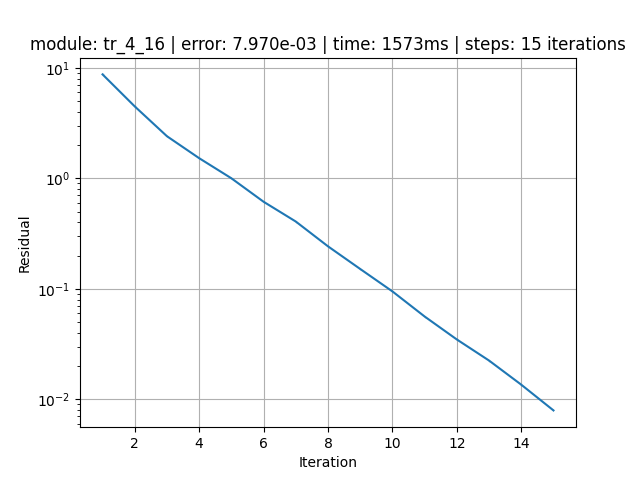 module: tr_4_16 | error: 7.970e-03 | time: 1573ms | steps: 15 iterations
10¹
10⁰
10⁻¹
10⁻²
Residual
2 4 6 8 10 12 14
Iteration